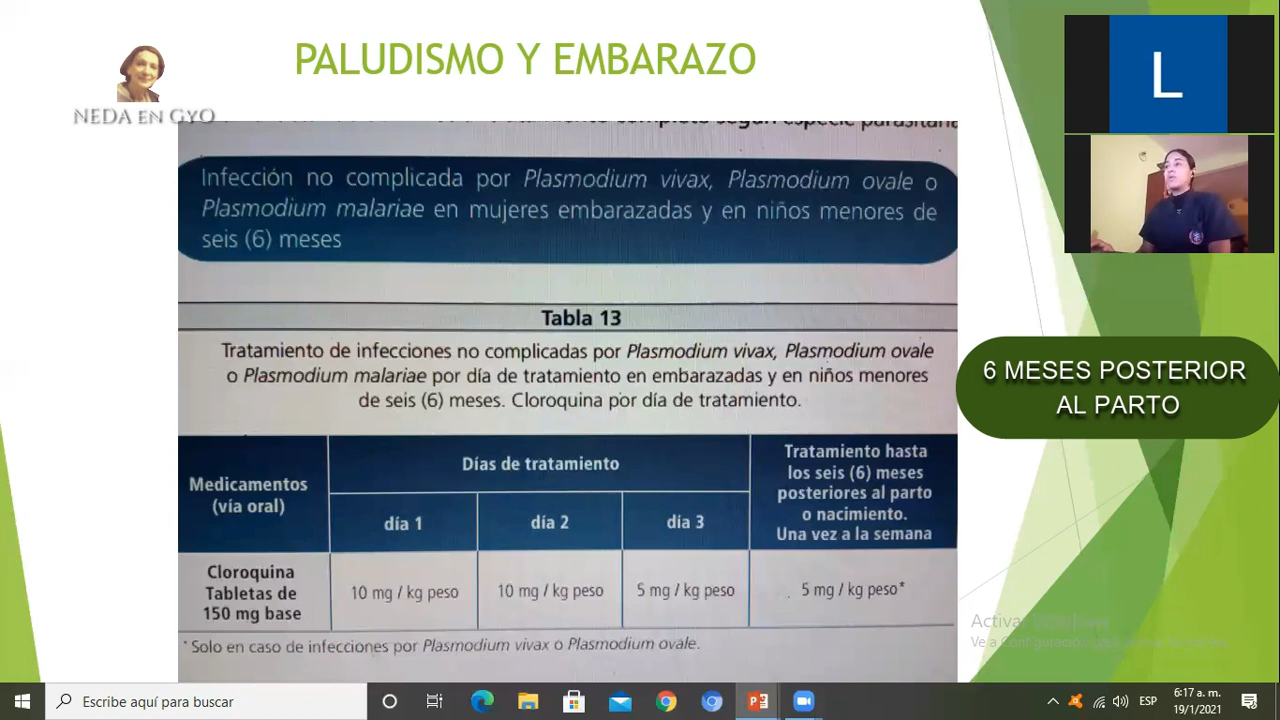 PALUDISMO Y EMBARAZO
NEDA EN GYO
L
completo según especie parasitaria
Infección no complicada por Plasmodium vivax, Plasmodium ovale o
Plasmodium malariae en mujeres embarazadas y en niños menores de
seis (6) meses
Tabla 13
Tratamiento de infecciones no complicadas por Plasmodium vivax, Plasmodium ovale
o Plasmodium malariae por día de tratamiento en embarazadas y en niños menores
de seis (6) meses. Cloroquina por día de tratamiento.
Medicamentos
(vía oral)
Días de tratamiento
día 1
día 2
día 3
Tratamiento hasta
los seis (6) meses
posteriores al parto
o nacimiento.
Una vez a la semana
Cloroquina
Tabletas de
150 mg base
10 mg / kg peso
10 mg / kg peso
5 mg / kg peso
5 mg / kg peso*
* Solo en caso de infecciones por Plasmodium vivax o Plasmodium ovale.
6 MESES POSTERIOR
AL PARTO
Escribe aquí para buscar
ESP
6:17 a. m.
19/1/2021